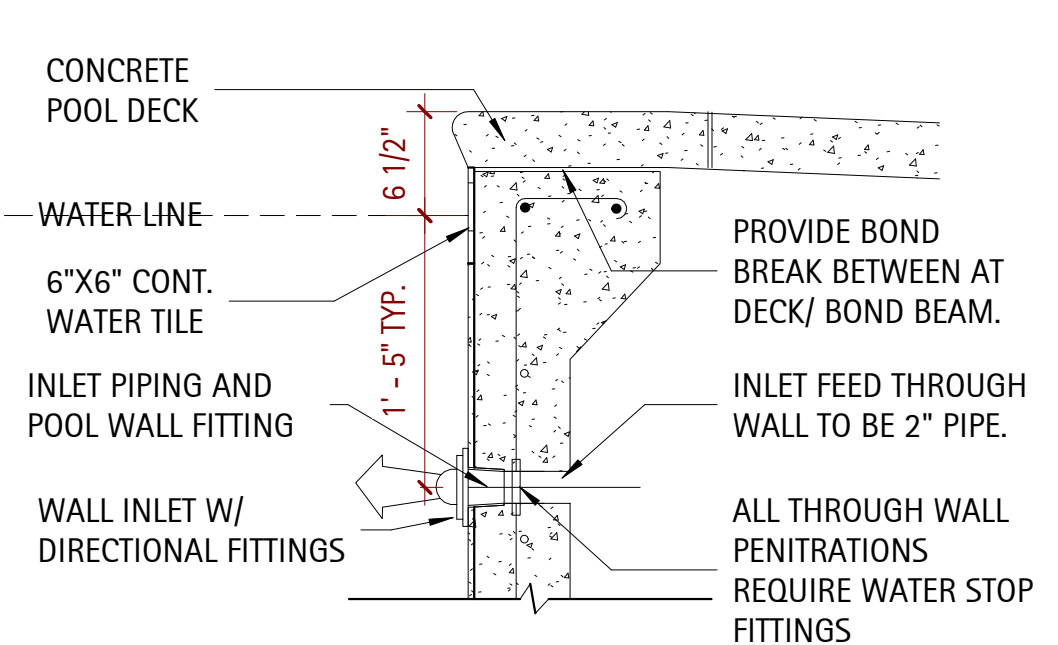 CONCRETE
POOL DECK
6 1/2"
WATER LINE
6"X6" CONT.
WATER TILE
1' - 5" TYP.
INLET PIPING AND
POOL WALL FITTING
WALL INLET W/
DIRECTIONAL FITTINGS
PROVIDE BOND
BREAK BETWEEN AT
DECK/ BOND BEAM.
INLET FEED THROUGH
WALL TO BE 2" PIPE.
ALL THROUGH WALL
PENITRATIONS
REQUIRE WATER STOP
FITTINGS